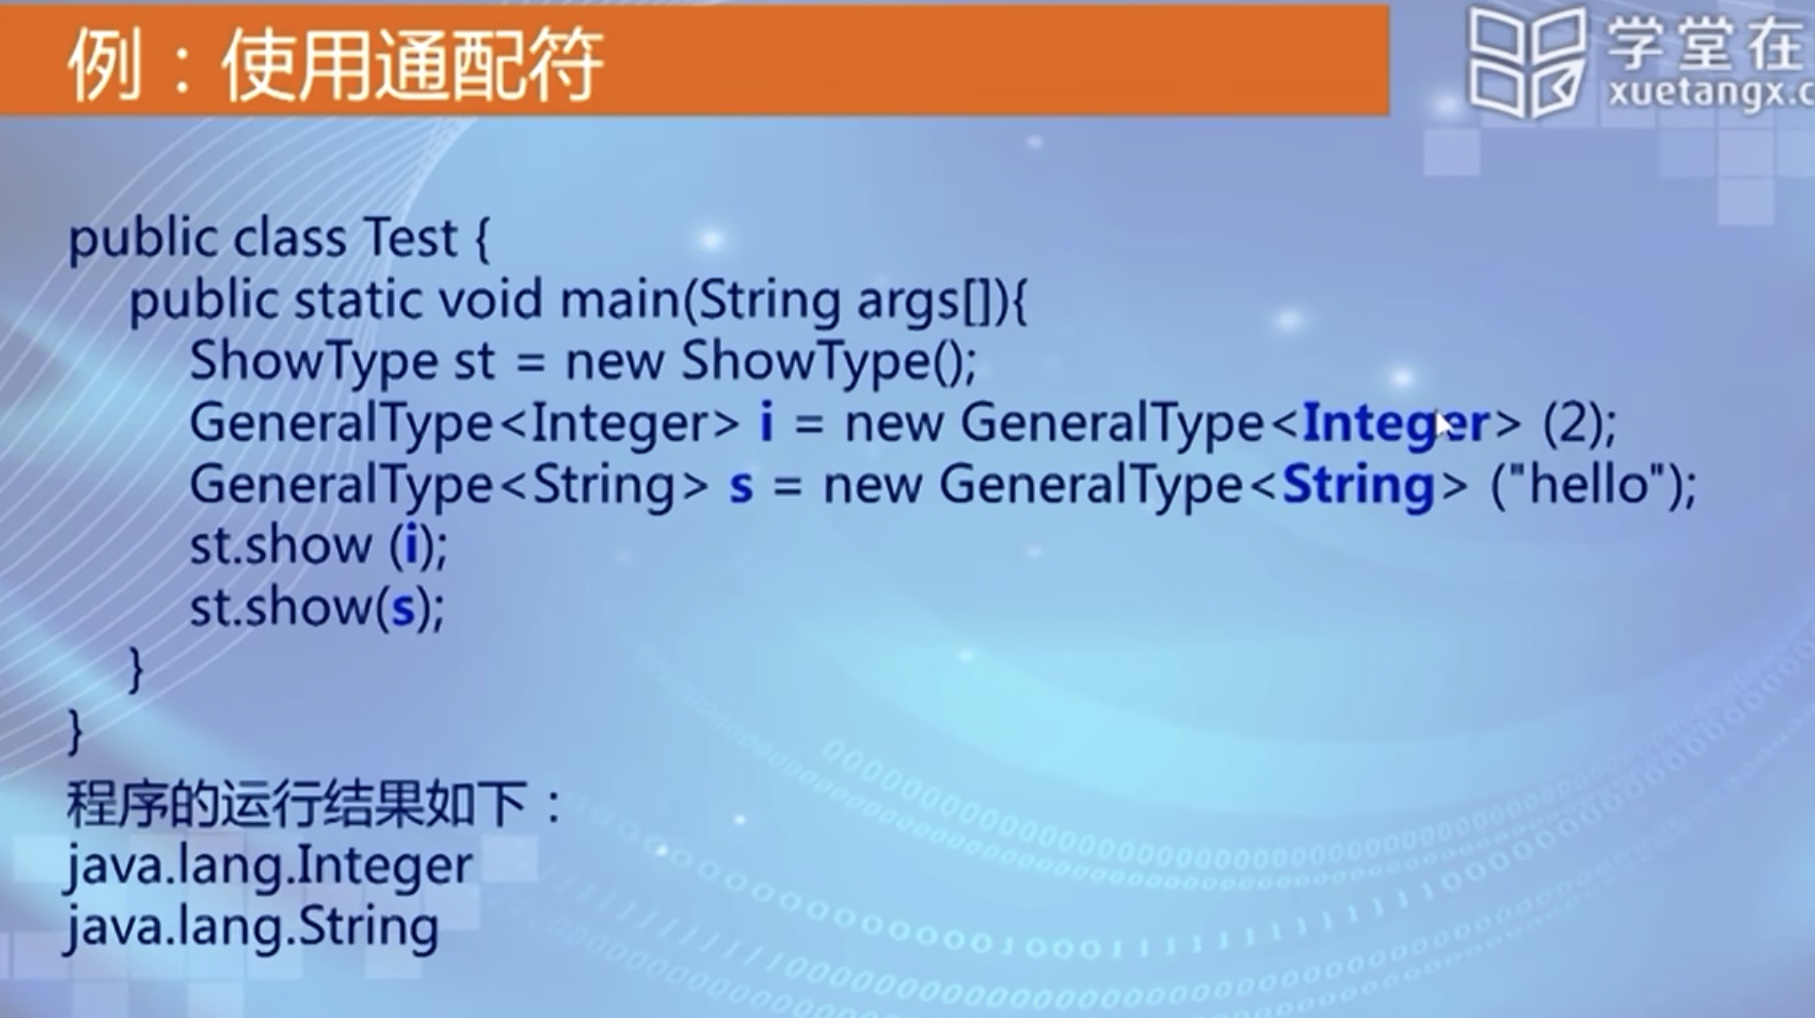 例：使用通配符
学堂在
xuetangx.c
public class Test {
public static void main(String args[]){
ShowType st = new ShowType();
GeneralType<Integer> i = new GeneralType<Integer> (2);
GeneralType<String> s = new GeneralType<String> ("hello");
st.show (i);
st.show(s);
}
}
程序的运行结果如下：
java.lang.Integer
java.lang.String